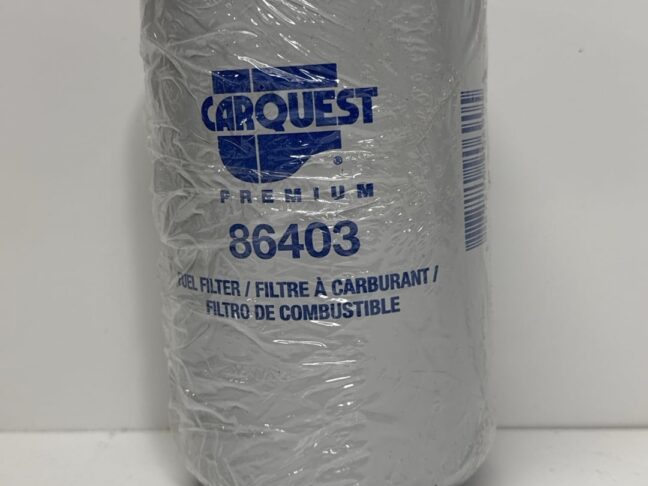 CARQUEST
®
PREMIUM
86403
FUEL FILTER / FILTRE À CARBURANT /
FILTRO DE COMBUSTIBLE